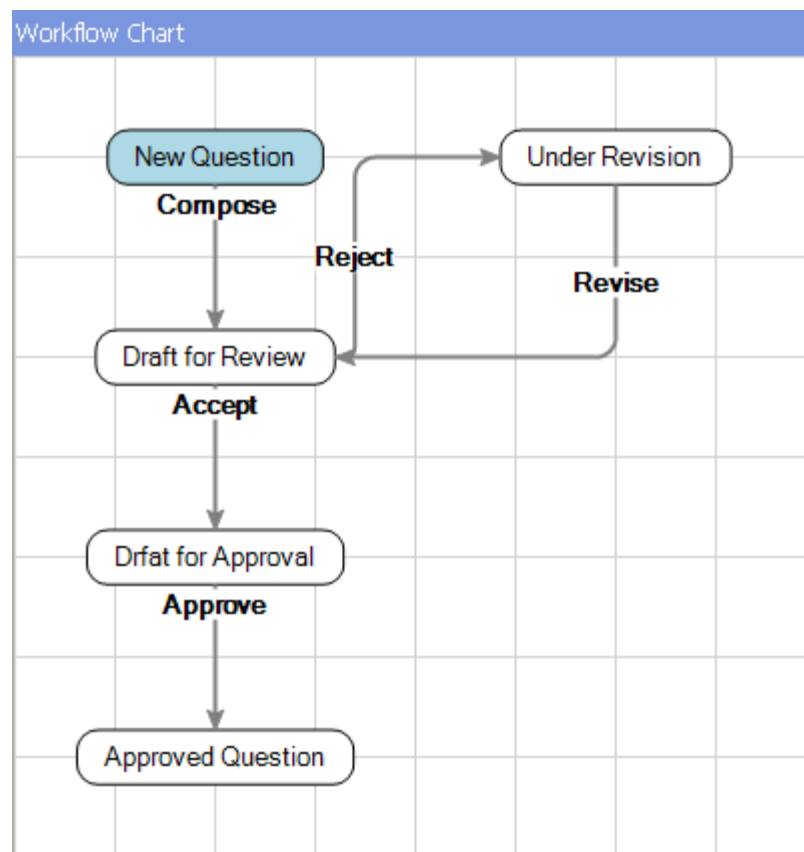 Workflow Chart
New Question
Under Revision
Compose
Reject
Revise
Draft for Review
Accept
Drfat for Approval
Approve
Approved Question